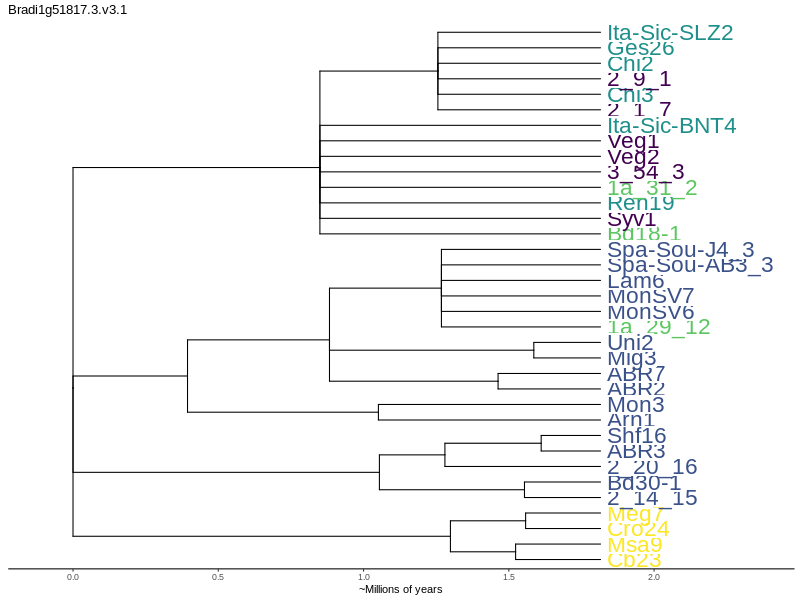 Bradi1g51817.3.v3.1
Ita-Sic-SLZ2
Ges26
Chi2
2_9_1
Chi3
2_1_7
Ita-Sic-BNT4
Veg1
Veg2
3_54_3
1a_31_2
Ren19
Syv1
Bd18-1
Spa-Sou-J4_3
Spa-Sou-AB3_3
Lam6
MonSV7
MonSV6
1a_29_12
Uni2
Mig3
ABR7
ABR2
Mon3
Arn1
Shf16
ABR3
2_20_16
Bd30-1
2_14_15
Meg7
Cro24
Msa9
Cb23
0.0 0.5 1.0 1.5 2.0
~Millions of years